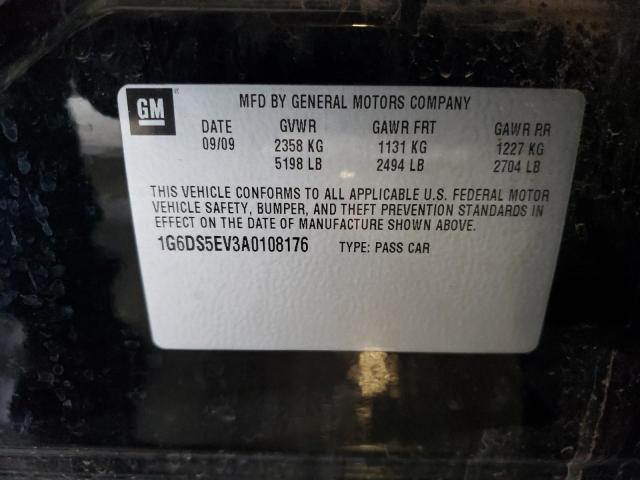 GM
MFD BY GENERAL MOTORS COMPANY
DATE GVWR GAWR FRT GAWR RR
09/09 2358 KG 1131 KG 1227 KG
5198 LB 2494 LB 2704 LB
THIS VEHICLE CONFORMS TO ALL APPLICABLE U.S. FEDERAL MOTOR
VEHICLE SAFETY, BUMPER, AND THEFT PREVENTION STANDARDS IN
EFFECT ON THE DATE OF MANUFACTURE SHOWN ABOVE.
1G6DS5EV3A0108176 TYPE: PASS CAR